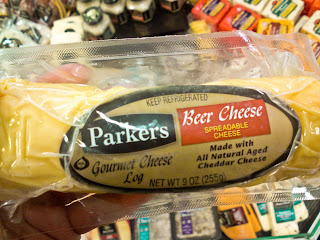 KEEP REFRIGERATED
Parkers
Beer Cheese
SPREADABLE
CHEESE
Gourmet Cheese
Log
Made with
All Natural Aged
Cheddar Cheese
NET WT 9 OZ (255g)